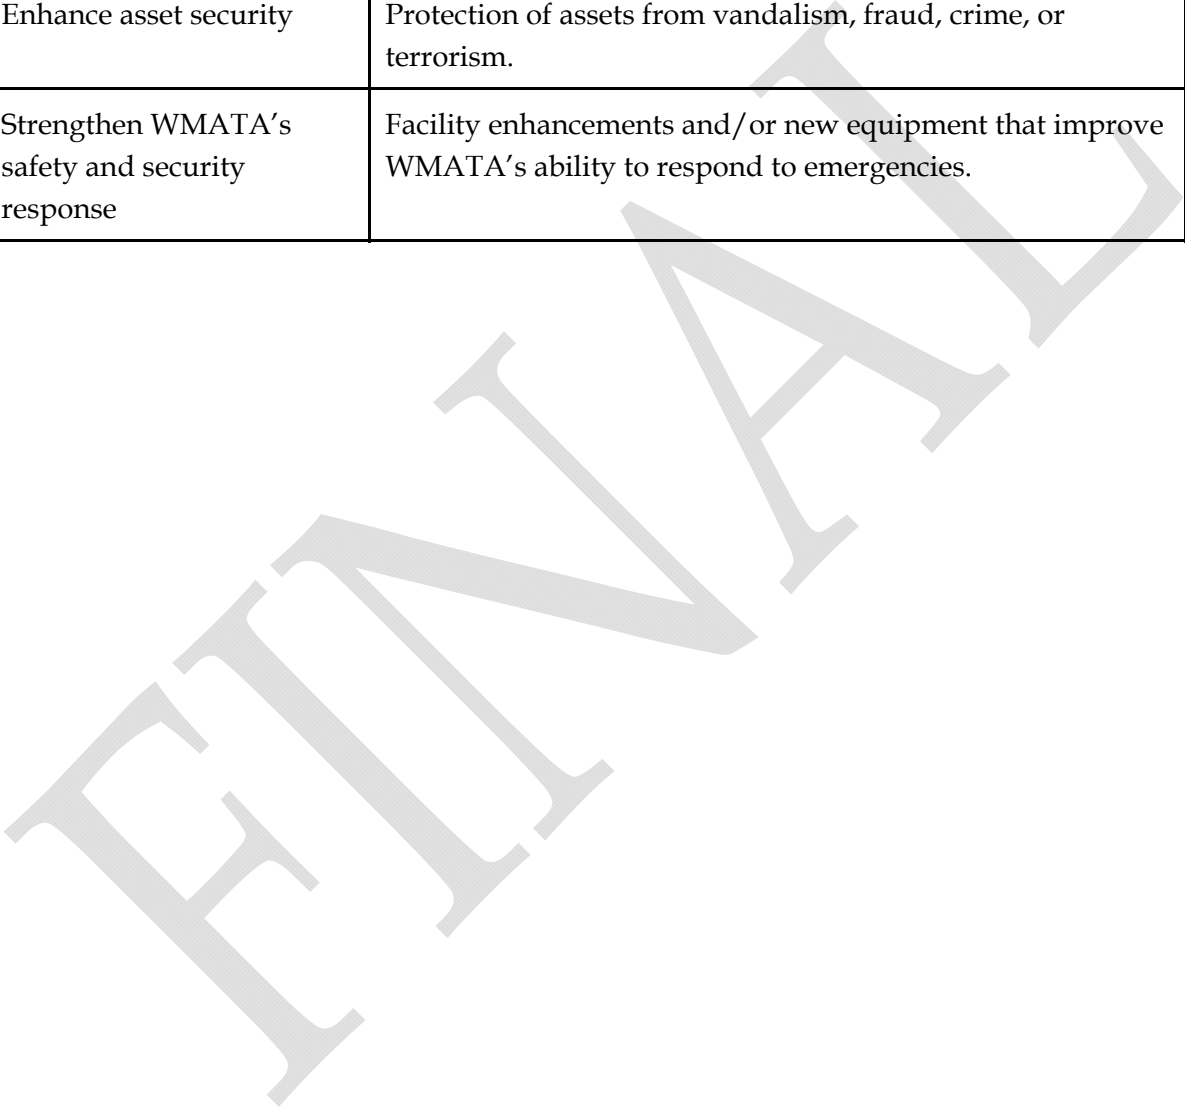 Enhance asset security
Protection of assets from vandalism, fraud, crime, or
terrorism.
Strengthen WMATA’s
safety and security
response
Facility enhancements and/or new equipment that improve
WMATA’s ability to respond to emergencies.
FINAL